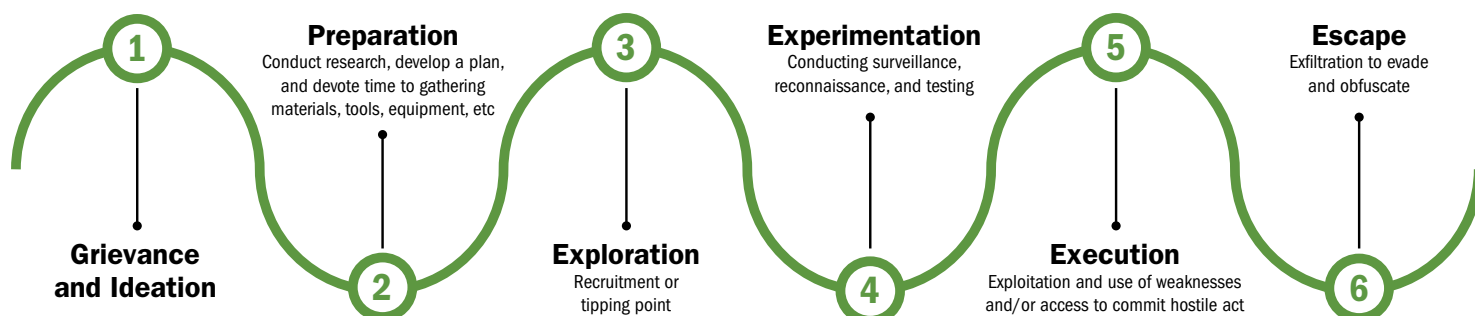 1
Grievance
and Ideation
Preparation
Conduct research, develop a plan,
and devote time to gathering
materials, tools, equipment, etc
2
3
Exploration
Recruitment or
tipping point
Experimentation
Conducting surveillance,
reconnaissance, and testing
4
5
Execution
Exploitation and use of weaknesses
and/or access to commit hostile act
Escape
Exfiltration to evade
and obfuscate
6